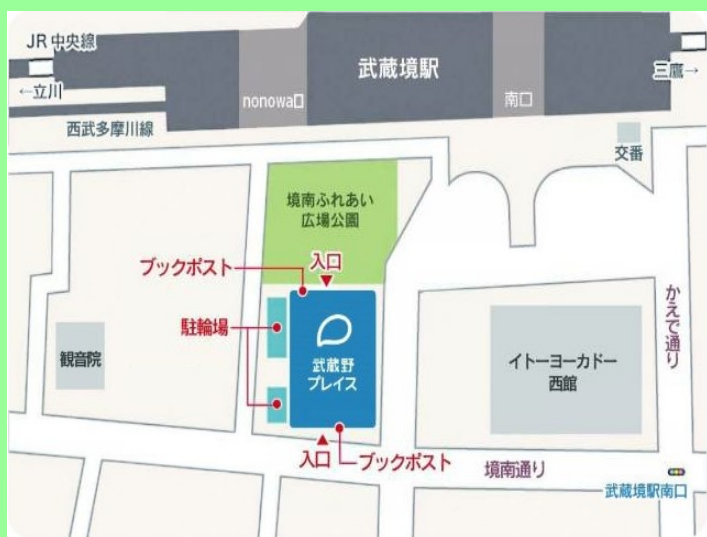 JR中央線
武蔵境駅
三鷹→
←立川
nonowa口
南口
西武多摩川線
交番
境南ふれあい
広場公園
ブックポスト
入口
かえで通り
駐輪場
武蔵野
プレイス
観音院
イトーヨーカドー
西館
入口
ブックポスト
境南通り
武蔵境駅南口